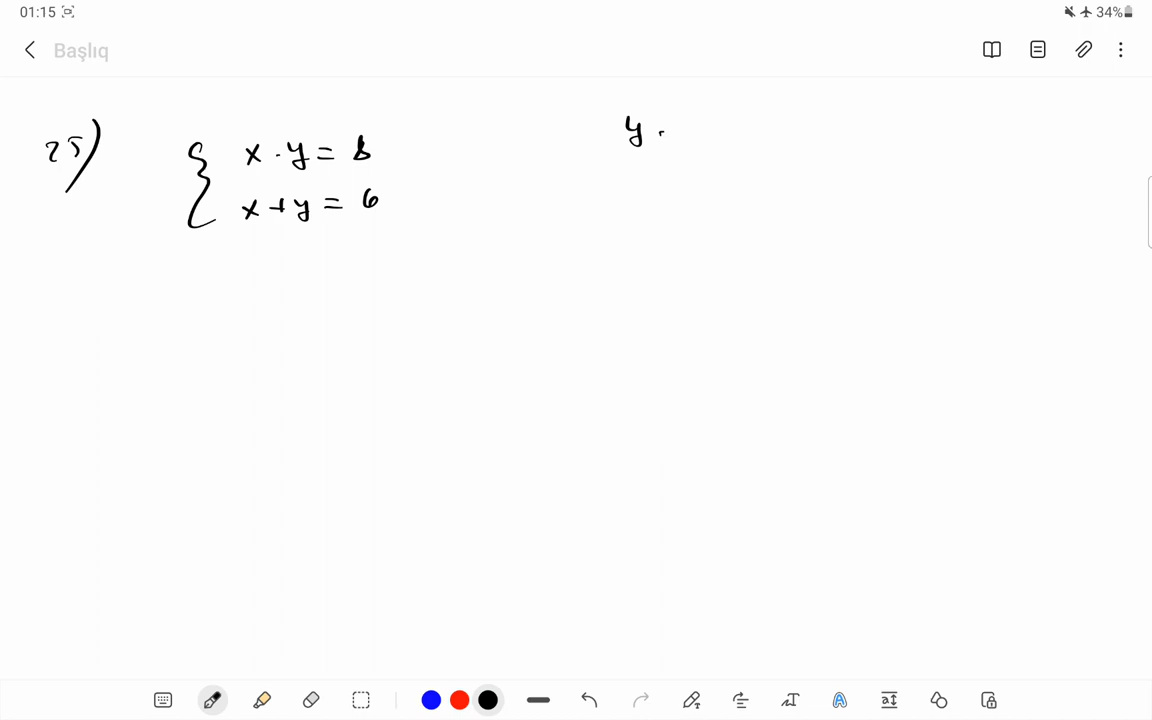 01:15
34%
Başlıq
25)
x · y = 8
x + y = 6
y .